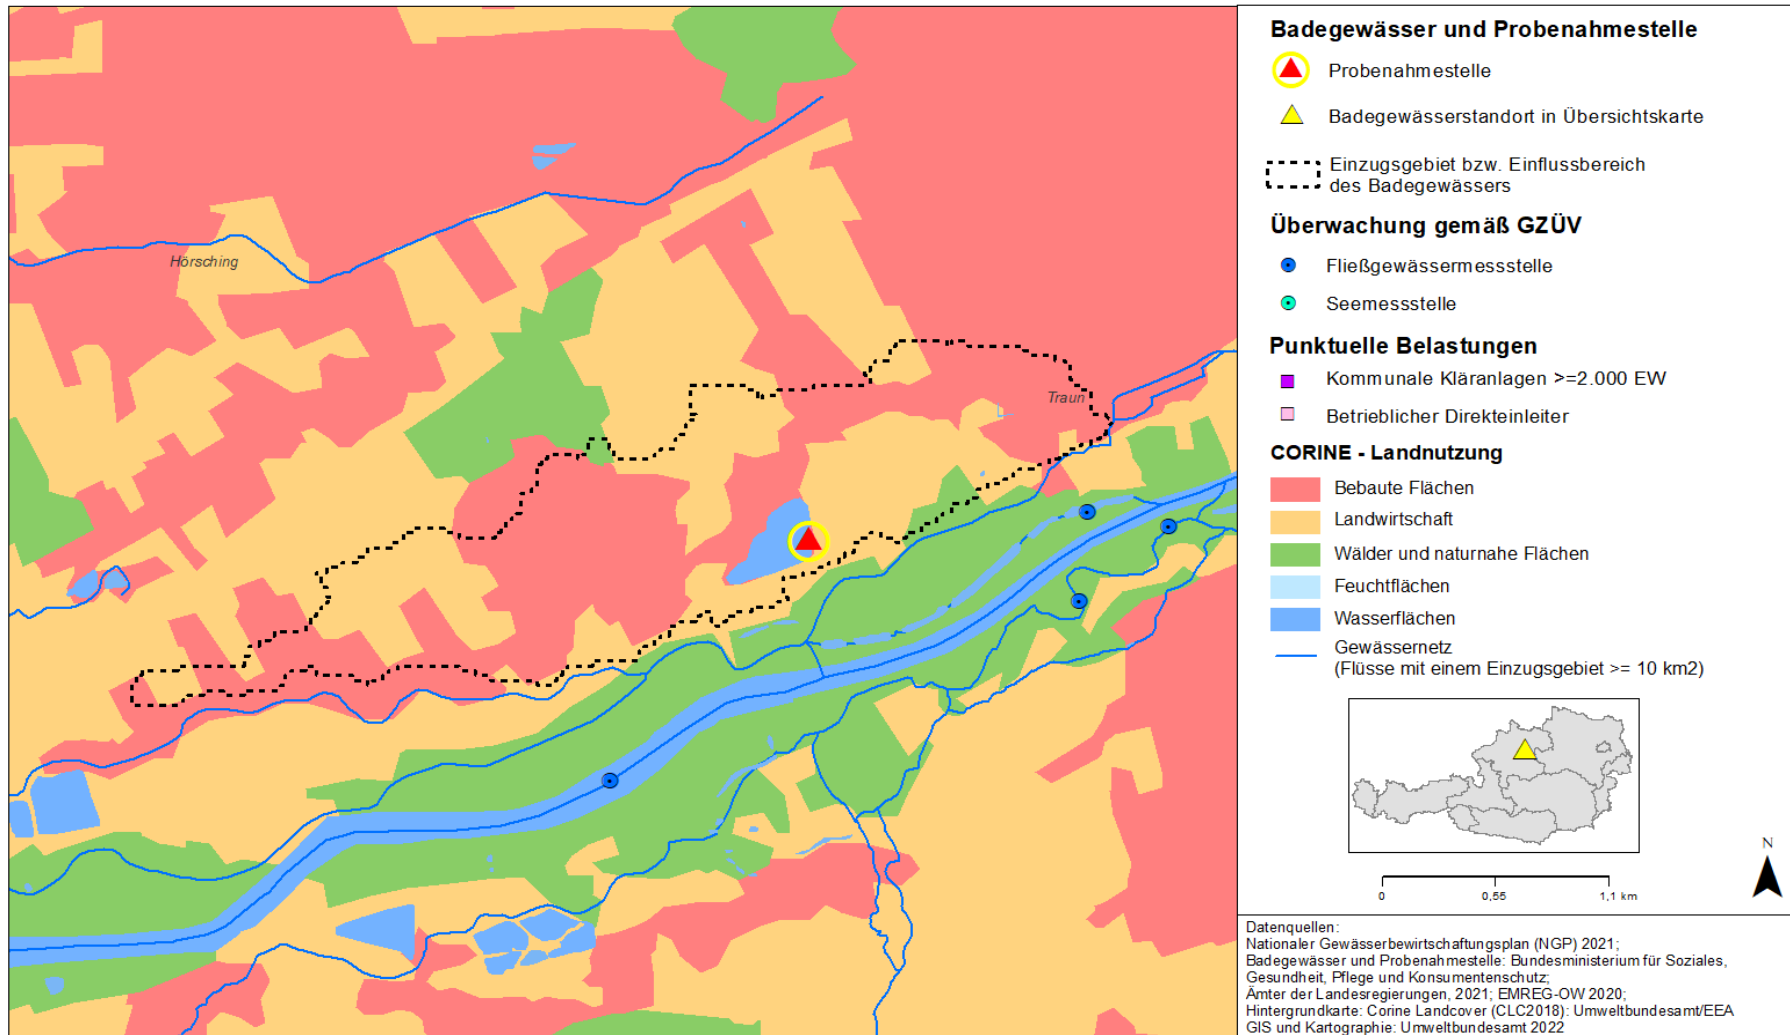 Hörsching
Traun
Badegewässer und Probenahmestelle
Probenahmestelle
Badegewässerstandort in Übersichtskarte
Einzugsgebiet bzw. Einflussbereich
des Badegewässers
Überwachung gemäß GZÜV
Fließgewässermessstelle
Seemessstelle
Punktuelle Belastungen
Kommunale Kläranlagen >=2.000 EW
Betrieblicher Direkteinleiter
CORINE - Landnutzung
Bebaute Flächen
Landwirtschaft
Wälder und naturnahe Flächen
Feuchtflächen
Wasserflächen
Gewässernetz
(Flüsse mit einem Einzugsgebiet >= 10 km2)
N
0 0,55 1,1 km
Datenquellen:
Nationaler Gewässerbewirtschaftungsplan (NGP) 2021;
Badegewässer und Probenahmestelle: Bundesministerium für Soziales,
Gesundheit, Pflege und Konsumentenschutz;
Ämter der Landesregierungen, 2021; EMREG-OW 2020;
Hintergrundkarte: Corine Landcover (CLC2018): Umweltbundesamt/EEA
GIS und Kartographie: Umweltbundesamt 2022